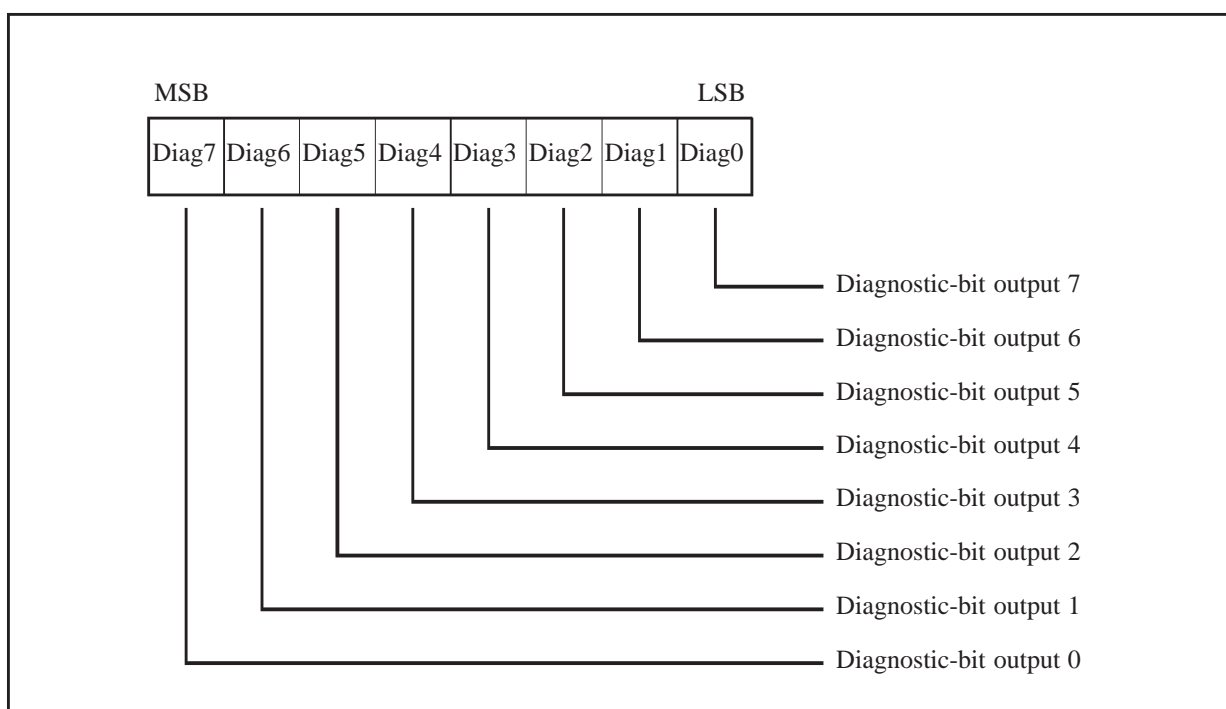 MSB LSB
Diag7 Diag6 Diag5 Diag4 Diag3 Diag2 Diag1 Diag0
Diagnostic-bit output 7
Diagnostic-bit output 6
Diagnostic-bit output 5
Diagnostic-bit output 4
Diagnostic-bit output 3
Diagnostic-bit output 2
Diagnostic-bit output 1
Diagnostic-bit output 0